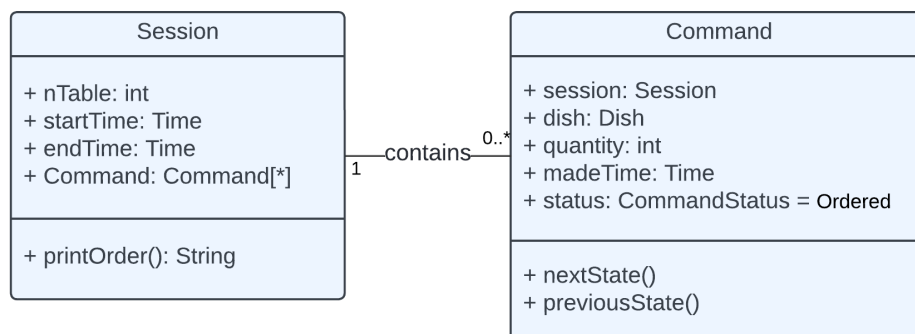 Session
+ nTable: int
+ startTime: Time
+ endTime: Time
+ Command: Command[*]
+ printOrder(): String
1
contains
0..*
Command
+ session: Session
+ dish: Dish
+ quantity: int
+ madeTime: Time
+ status: CommandStatus = Ordered
+ nextState()
+ previousState()